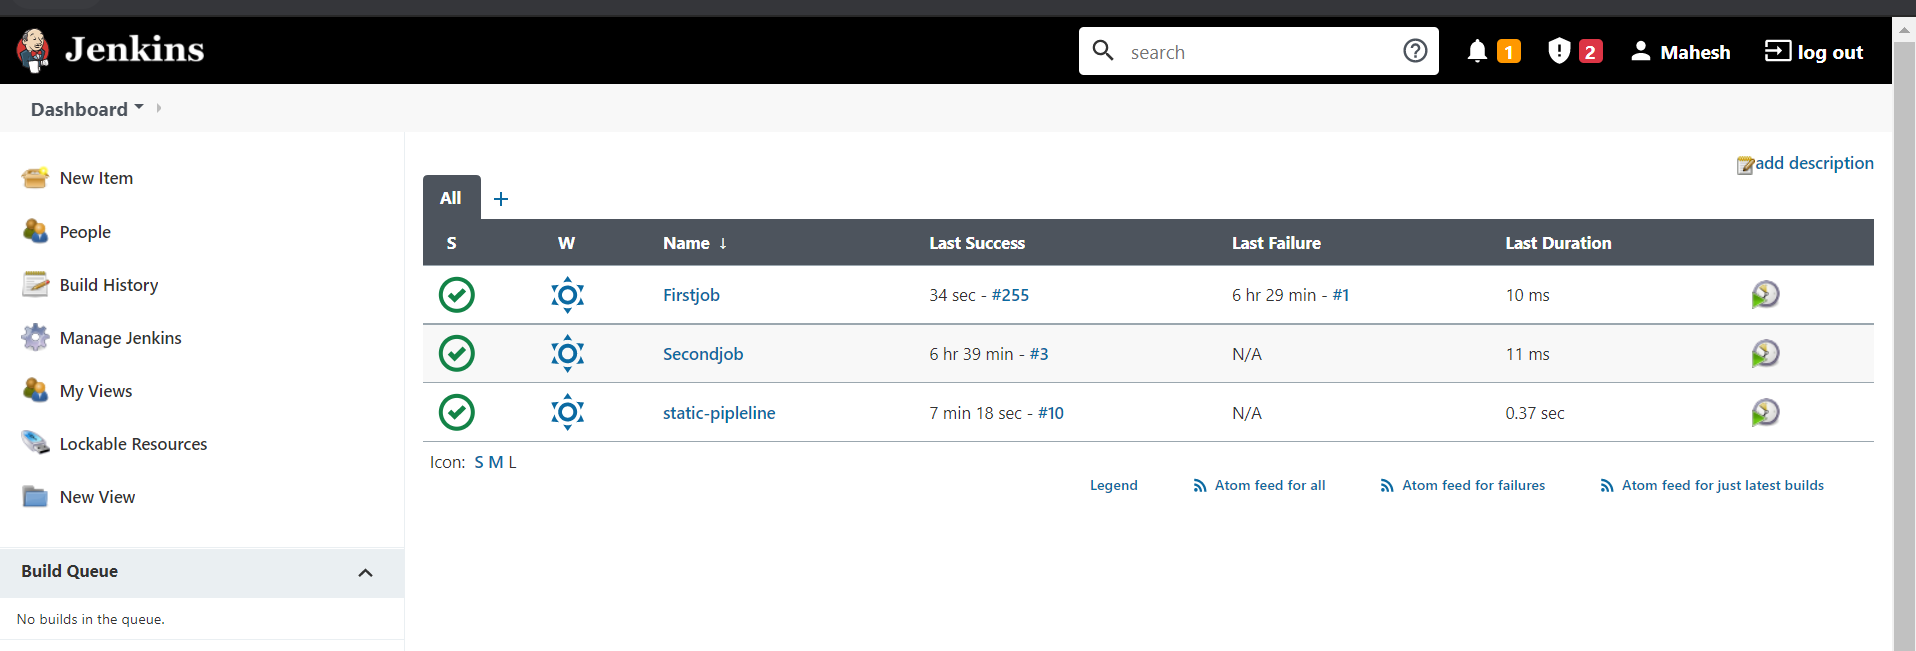 Jenkins
search
1
2
Mahesh
log out
Dashboard
New Item
People
Build History
Manage Jenkins
My Views
Lockable Resources
New View
Build Queue
No builds in the queue.
add description
All +
S W Name ↓ Last Success Last Failure Last Duration
Firstjob 34 sec - #255 6 hr 29 min - #1 10 ms
Secondjob 6 hr 39 min - #3 N/A 11 ms
static-pipleline 7 min 18 sec - #10 N/A 0.37 sec
Icon: S M L
Legend Atom feed for all Atom feed for failures Atom feed for just latest builds